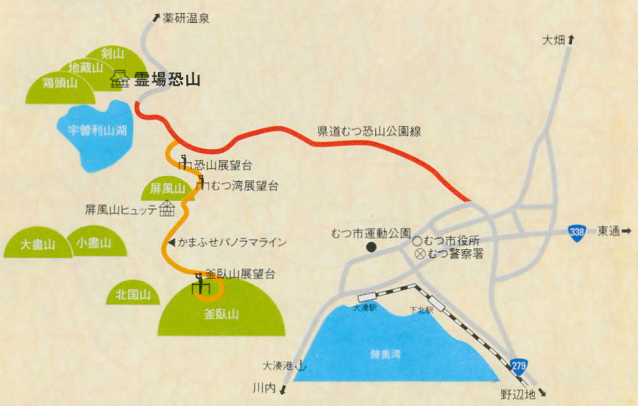 薬研温泉
大畑
剣山
地蔵山
鶏頭山
霊場恐山
宇曽利山湖
県道むつ恐山公園線
恐山展望台
むつ湾展望台
屏風山
屏風山ヒュッテ
むつ市運動公園
むつ市役所
むつ警察署
338
東通
大盡山
小盡山
かまふせパノラマライン
釜臥山展望台
北国山
釜臥山
大湊駅
下北駅
陸奥湾
大湊港
川内
279
野辺地